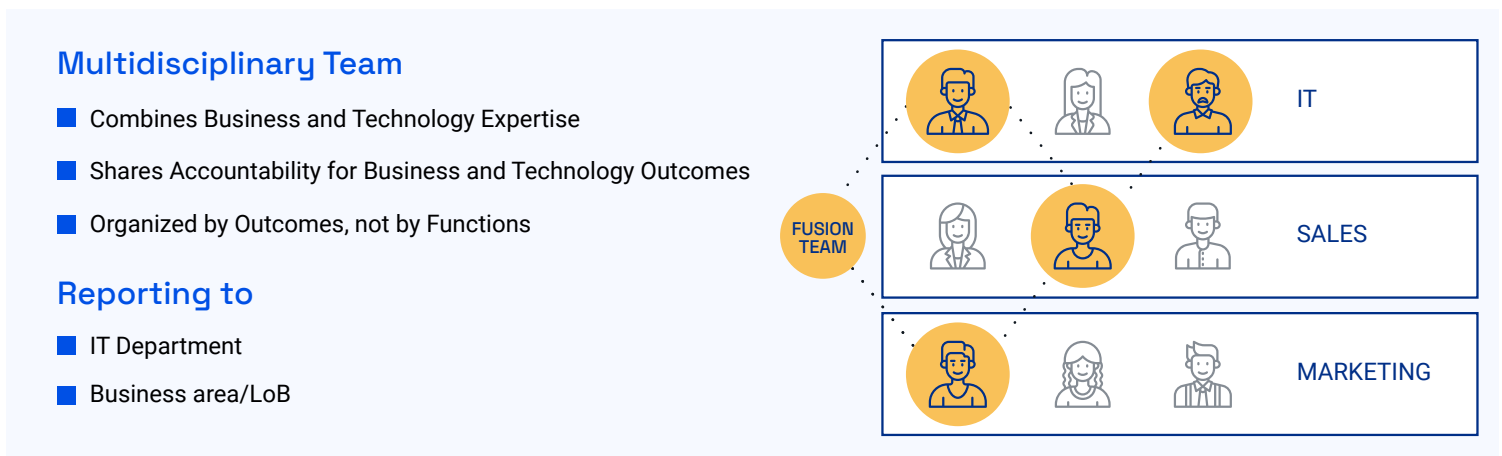 Multidisciplinary Team
Combines Business and Technology Expertise
Shares Accountability for Business and Technology Outcomes
Organized by Outcomes, not by Functions
Reporting to
IT Department
Business area/LoB
FUSION
TEAM
IT
SALES
MARKETING